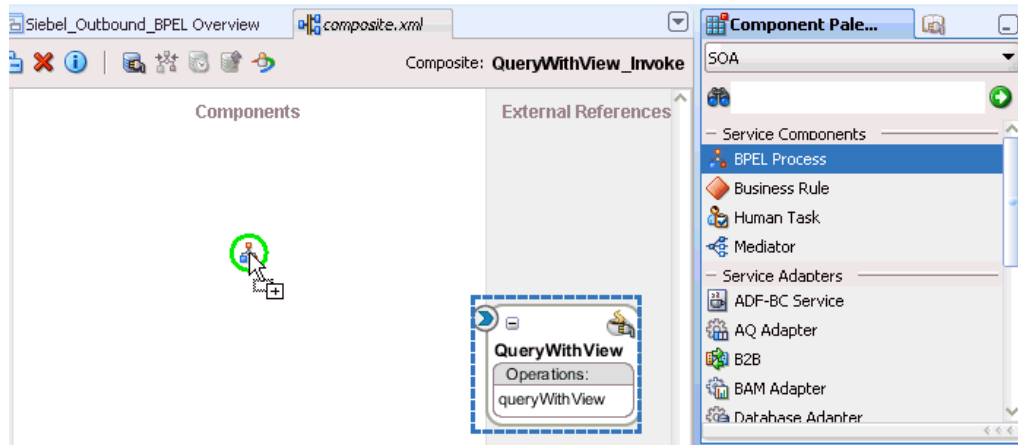 Siebel_Outbound_BPEL Overview
composite.xml
Composite: QueryWithView_Invoke
Components
External References
QueryWithView
Operations:
queryWithView
Component Pale...
SOA
Service Components
BPEL Process
Business Rule
Human Task
Mediator
Service Adapters
ADF-BC Service
AQ Adapter
B2B
BAM Adapter
Database Adapter